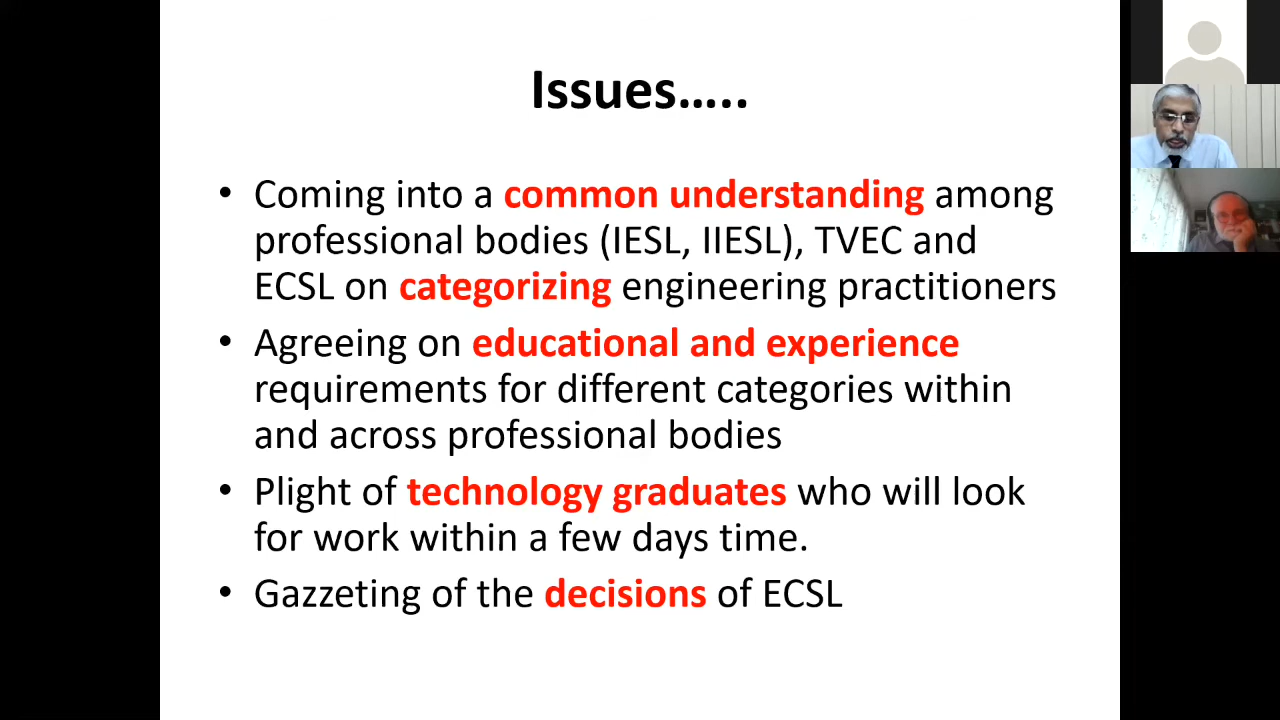 Issues…..
• Coming into a common understanding among
professional bodies (IESL, IIESL), TVEC and
ECSL on categorizing engineering practitioners
• Agreeing on educational and experience
requirements for different categories within
and across professional bodies
• Plight of technology graduates who will look
for work within a few days time.
• Gazzeting of the decisions of ECSL